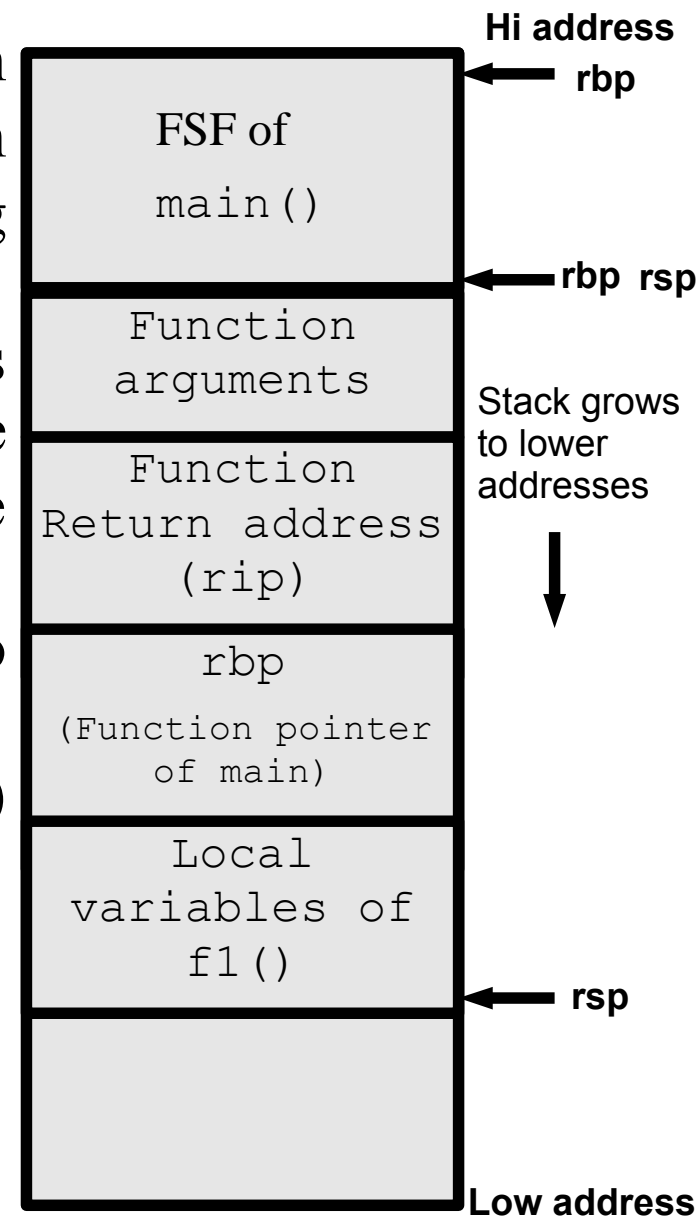 Hi address
rbp
FSF of
main()
rbp rsp
Function
arguments
Stack grows
to lower
addresses
Function
Return address
(rip)
rbp
(Function pointer
of main)
Local
variables of
f1()
rsp
Low address